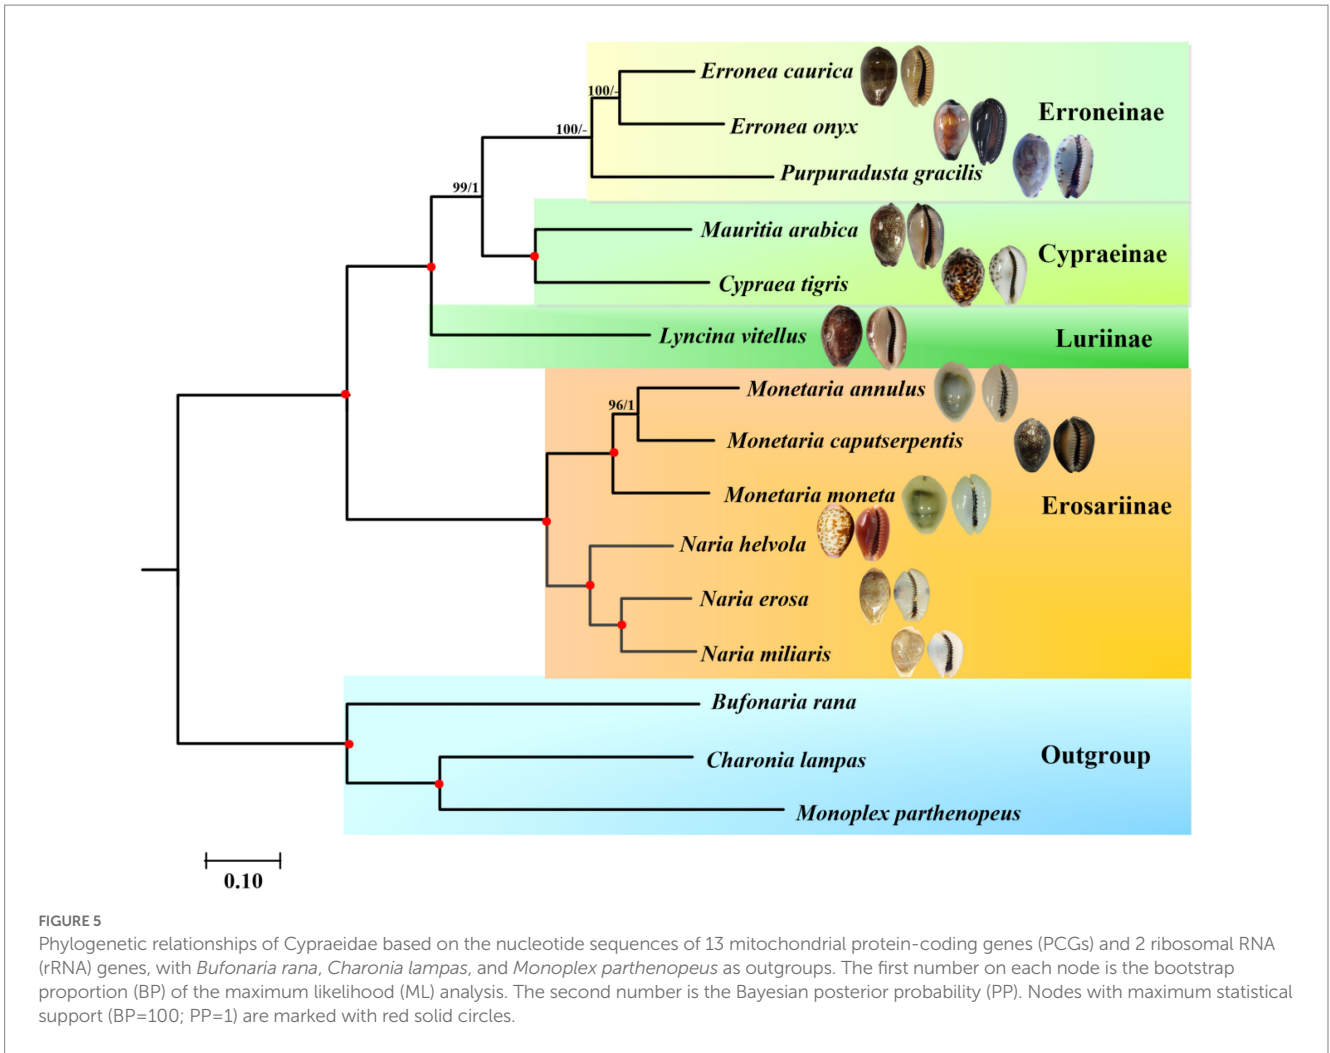 Erronea caurica
100/-
Erroneinae
Erronea onyx
100/-
Purpuradusta gracilis
99/1
Mauritia arabica
Cypraeinae
Cypraea tigris
Lyncina vitellus
Luriinae
Monetaria annulus
96/1
Monetaria caputserpentis
Monetaria moneta
Erosariinae
Naria helvola
Naria erosa
Naria miliaris
Bufonaria rana
Outgroup
Charonia lampas
Monoplex parthenopeus
0.10
FIGURE 5
Phylogenetic relationships of Cypraeidae based on the nucleotide sequences of 13 mitochondrial protein-coding genes (PCGs) and 2 ribosomal RNA
(rRNA) genes, with Bufonaria rana, Charonia lampas, and Monoplex parthenopeus as outgroups. The first number on each node is the bootstrap
proportion (BP) of the maximum likelihood (ML) analysis. The second number is the Bayesian posterior probability (PP). Nodes with maximum statistical
support (BP=100; PP=1) are marked with red solid circles.